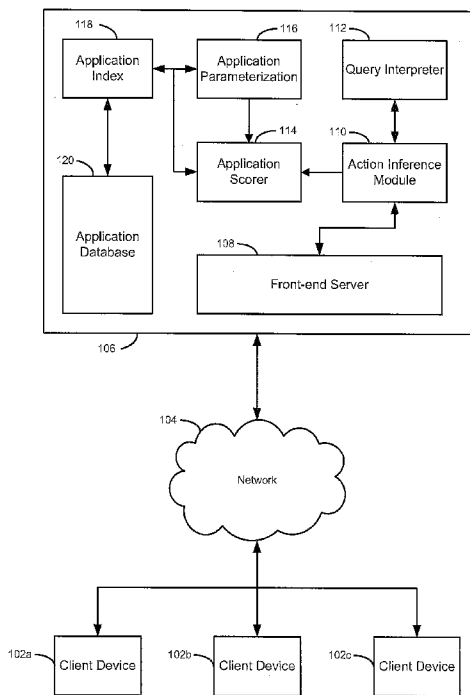 118
116
112
Application
Index
Application
Parameterization
Query Interpreter
114
110
120
Application
Scorer
Action Inference
Module
Application
Database
108
Front-end Server
106
104
Network
102a
Client Device
102b
Client Device
102c
Client Device